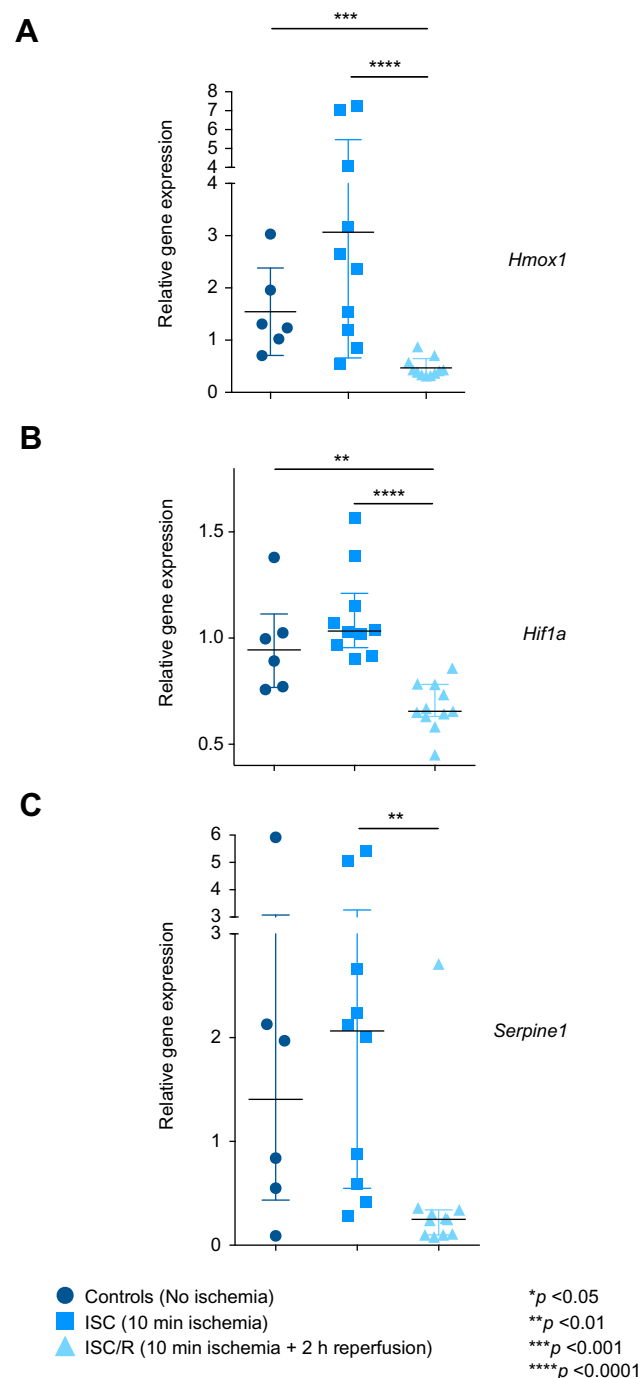 A
***
****
8
7
6
5
4
4
3
2
1
0
Relative gene expression
Hmox1
B
**
****
1.5
1.0
0.5
Relative gene expression
Hif1a
C
**
6
5
4
3
3
2
1
0
Relative gene expression
Serpine1
Controls (No ischemia)
ISC (10 min ischemia)
ISC/R (10 min ischemia + 2 h reperfusion)
*p <0.05
**p <0.01
***p <0.001
****p <0.0001